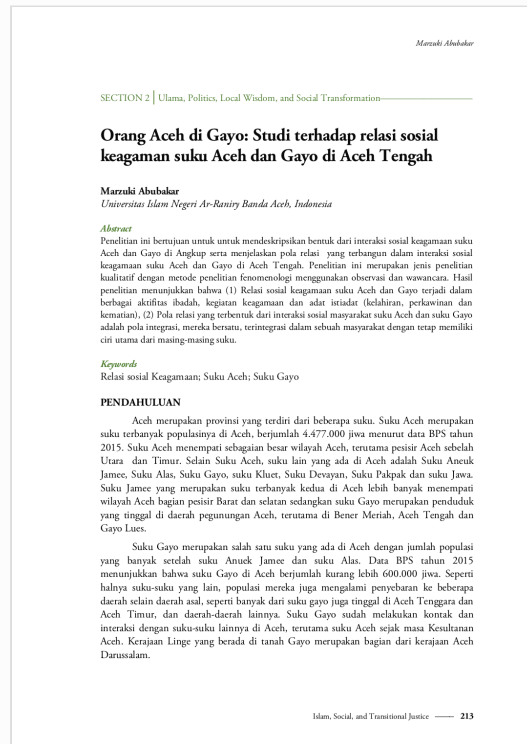 Marzuki Abubakar
SECTION 2 | Ulama, Politics, Local Wisdom, and Social Transformation
Orang Aceh di Gayo: Studi terhadap relasi sosial
keagaman suku Aceh dan Gayo di Aceh Tengah
Marzuki Abubakar
Universitas Islam Negeri Ar-Raniry Banda Aceh, Indonesia
Abstract
Penelitian ini bertujuan untuk untuk mendeskripsikan bentuk dari interaksi sosial keagamaan suku
Aceh dan Gayo di Angkup serta menjelaskan pola relasi yang terbangun dalam interaksi sosial
keagamaan suku Aceh dan Gayo di Aceh Tengah. Penelitian ini merupakan jenis penelitian
kualitatif dengan metode penelitian fenomenologi menggunakan observasi dan wawancara. Hasil
penelitian menunjukkan bahwa (1) Relasi sosial keagamaan suku Aceh dan Gayo terjadi dalam
berbagai aktifitas ibadah, kegiatan keagamaan dan adat istiadat (kelahiran, perkawinan dan
kematian), (2) Pola relasi yang terbentuk dari interaksi sosial masyarakat suku Aceh dan suku Gayo
adalah pola integrasi, mereka bersatu, terintegrasi dalam sebuah masyarakat dengan tetap memiliki
ciri utama dari masing-masing suku.
Keywords
Relasi sosial Keagamaan; Suku Aceh; Suku Gayo
PENDAHULUAN
Aceh merupakan provinsi yang terdiri dari beberapa suku. Suku Aceh merupakan
suku terbanyak populasinya di Aceh, berjumlah 4.477.000 jiwa menurut data BPS tahun
2015. Suku Aceh menempati sebagaian besar wilayah Aceh, terutama pesisir Aceh sebelah
Utara dan Timur. Selain Suku Aceh, suku lain yang ada di Aceh adalah Suku Aneuk
Jamee, Suku Alas, Suku Gayo, suku Kluet, Suku Devayan, Suku Pakpak dan suku Jawa.
Suku Jamee yang merupakan suku terbanyak kedua di Aceh lebih banyak menempati
wilayah Aceh bagian pesisir Barat dan selatan sedangkan suku Gayo merupakan penduduk
yang tinggal di daerah pegunungan Aceh, terutama di Bener Meriah, Aceh Tengah dan
Gayo Lues.
Suku Gayo merupakan salah satu suku yang ada di Aceh dengan jumlah populasi
yang banyak setelah suku Anuek Jamee dan suku Alas. Data BPS tahun 2015
menunjukkan bahwa suku Gayo di Aceh berjumlah kurang lebih 600.000 jiwa. Seperti
halnya suku-suku yang lain, populasi mereka juga mengalami penyebaran ke beberapa
daerah selain daerah asal, seperti banyak dari suku gayo juga tinggal di Aceh Tenggara dan
Aceh Timur, dan daerah-daerah lainnya. Suku Gayo sudah melakukan kontak dan
interaksi dengan suku-suku lainnya di Aceh, terutama suku Aceh sejak masa Kesultanan
Aceh. Kerajaan Linge yang berada di tanah Gayo merupakan bagian dari kerajaan Aceh
Darussalam.
Islam, Social, and Transitional Justice — 213